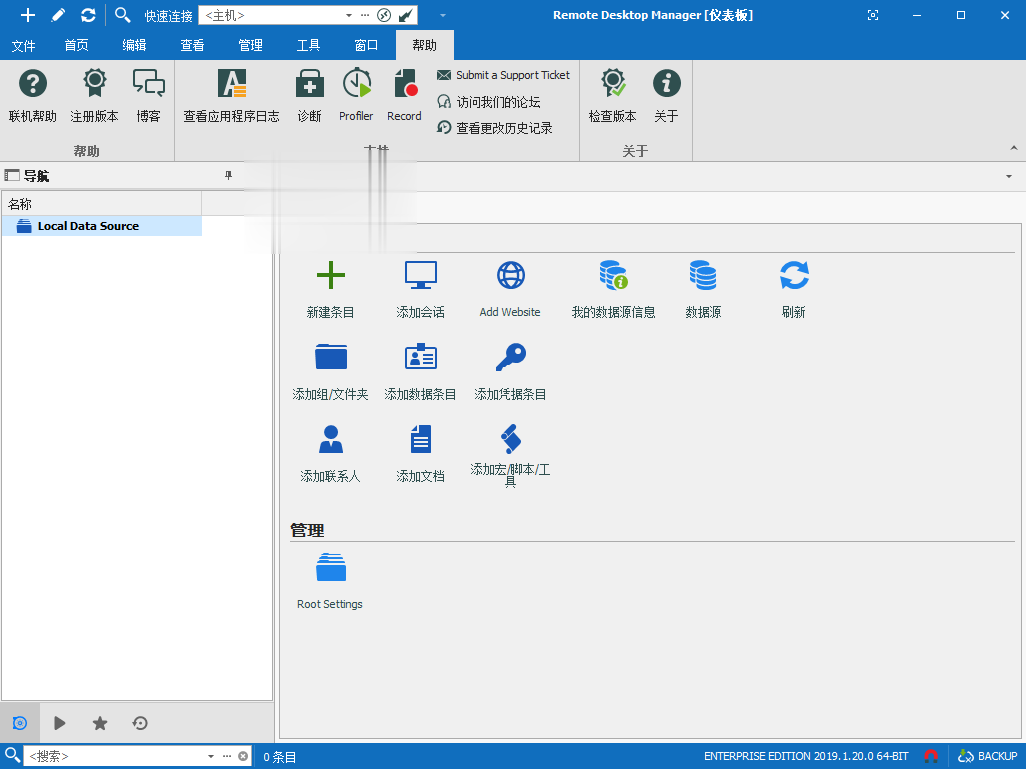 快速连接 <主机> Remote Desktop Manager [仪表板]
文件 首页 编辑 查看 管理 工具 窗口 帮助
联机帮助 注册版本 博客 查看应用程序日志 诊断 Profiler Record
Submit a Support Ticket
访问我们的论坛
查看更改历史记录
检查版本 关于
帮助 关于
导航
名称
Local Data Source
新建条目 添加会话 Add Website 我的数据源信息 数据源 刷新
添加组/文件夹 添加数据条目 添加凭据条目
添加联系人 添加文档 添加宏/脚本/工
具
管理
Root Settings
<搜索> 0 条目 ENTERPRISE EDITION 2019.1.20.0 64-BIT BACKUP